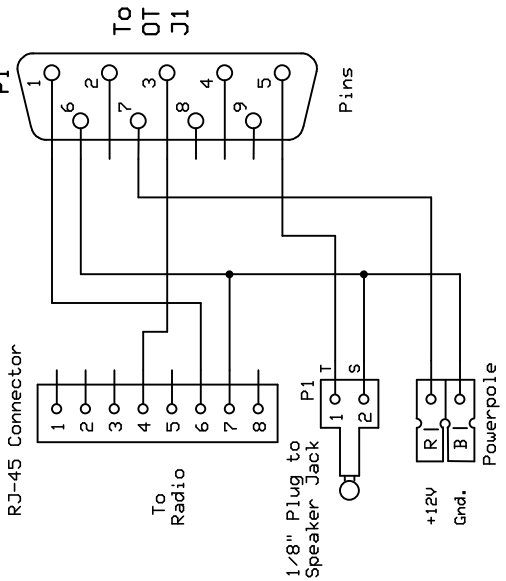 P1
To
OT
J1
1
2
3
4
5
Pins
6
7
8
9
RJ-45 Connector
1
2
3
4
5
6
7
8
To
Radio
P1
T
S
1
2
1/8" Plug to
Speaker Jack
R
B
Powerpole
+12V
Gnd.